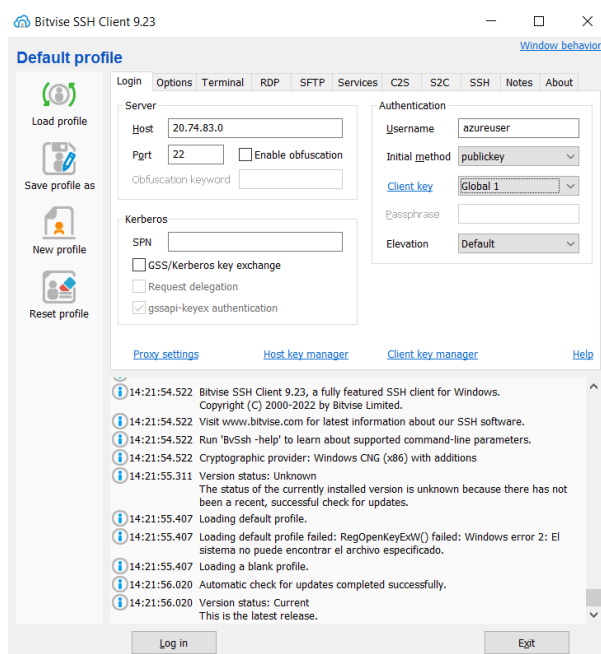 Bitvise SSH Client 9.23
Window behavior
Default profile
Load profile
Save profile as
New profile
Reset profile
Login Options Terminal RDP SFTP Services C2S S2C SSH Notes About
Server
Host 20.74.83.0
Port 22 Enable obfuscation
Obfuscation keyword
Kerberos
SPN
GSS/Kerberos key exchange
Request delegation
gssapi-keyex authentication
Authentication
Username azureuser
Initial method publickey
Client key Global 1
Passphrase
Elevation Default
Proxy settings Host key manager Client key manager Help
14:21:54.522 Bitvise SSH Client 9.23, a fully featured SSH client for Windows.
Copyright (C) 2000-2022 by Bitvise Limited.
14:21:54.522 Visit www.bitvise.com for latest information about our SSH software.
14:21:54.522 Run 'BvSsh -help' to learn about supported command-line parameters.
14:21:54.522 Cryptographic provider: Windows CNG (x86) with additions
14:21:55.311 Version status: Unknown
The status of the currently installed version is unknown because there has not
been a recent, successful check for updates.
14:21:55.407 Loading default profile.
14:21:55.407 Loading default profile failed: RegOpenKeyExW() failed: Windows error 2: El
sistema no puede encontrar el archivo especificado.
14:21:55.407 Loading a blank profile.
14:21:56.020 Automatic check for updates completed successfully.
14:21:56.020 Version status: Current
This is the latest release.
Log in Exit